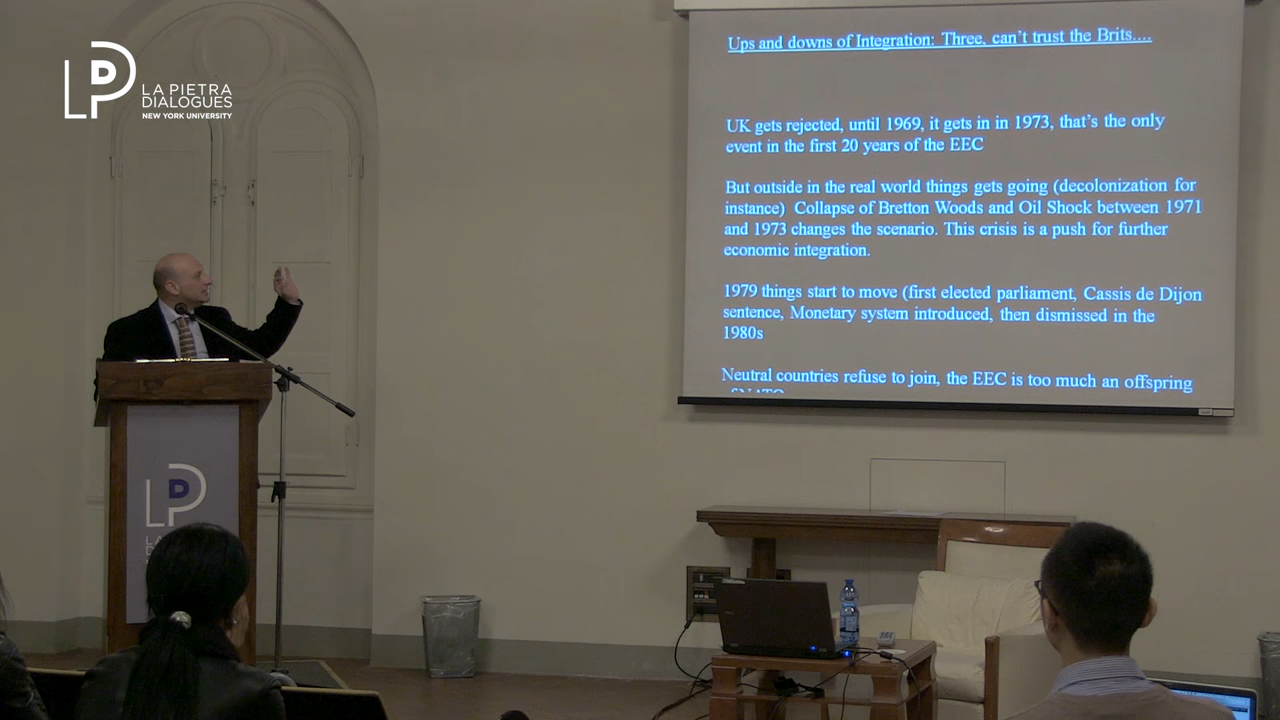 LA PIETRA
DIALOGUES
NEW YORK UNIVERSITY
Ups and downs of Integration: Three, can't trust the Brits....
UK gets rejected, until 1969, it gets in in 1973, that's the only
event in the first 20 years of the EEC
But outside in the real world things gets going (decolonization for
instance) Collapse of Bretton Woods and Oil Shock between 1971
and 1973 changes the scenario. This crisis is a push for further
economic integration.
1979 things start to move (first elected parliament, Cassis de Dijon
sentence, Monetary system introduced, then dismissed in the
1980s
Neutral countries refuse to join, the EEC is too much an offspring